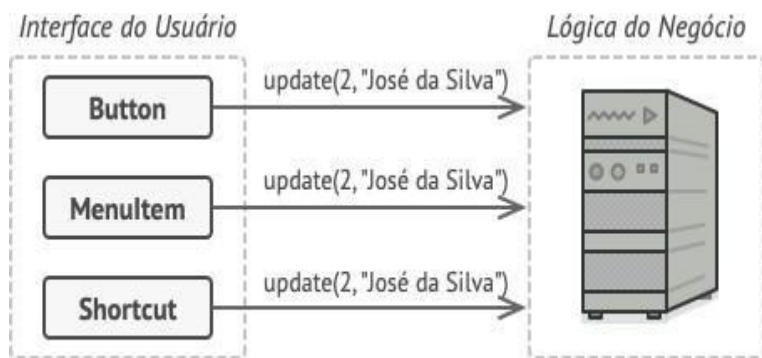 Interface do Usuário
Lógica do Negócio
update(2, "José da Silva")
Button
update(2, "José da Silva")
MenuItem
update(2, "José da Silva")
Shortcut